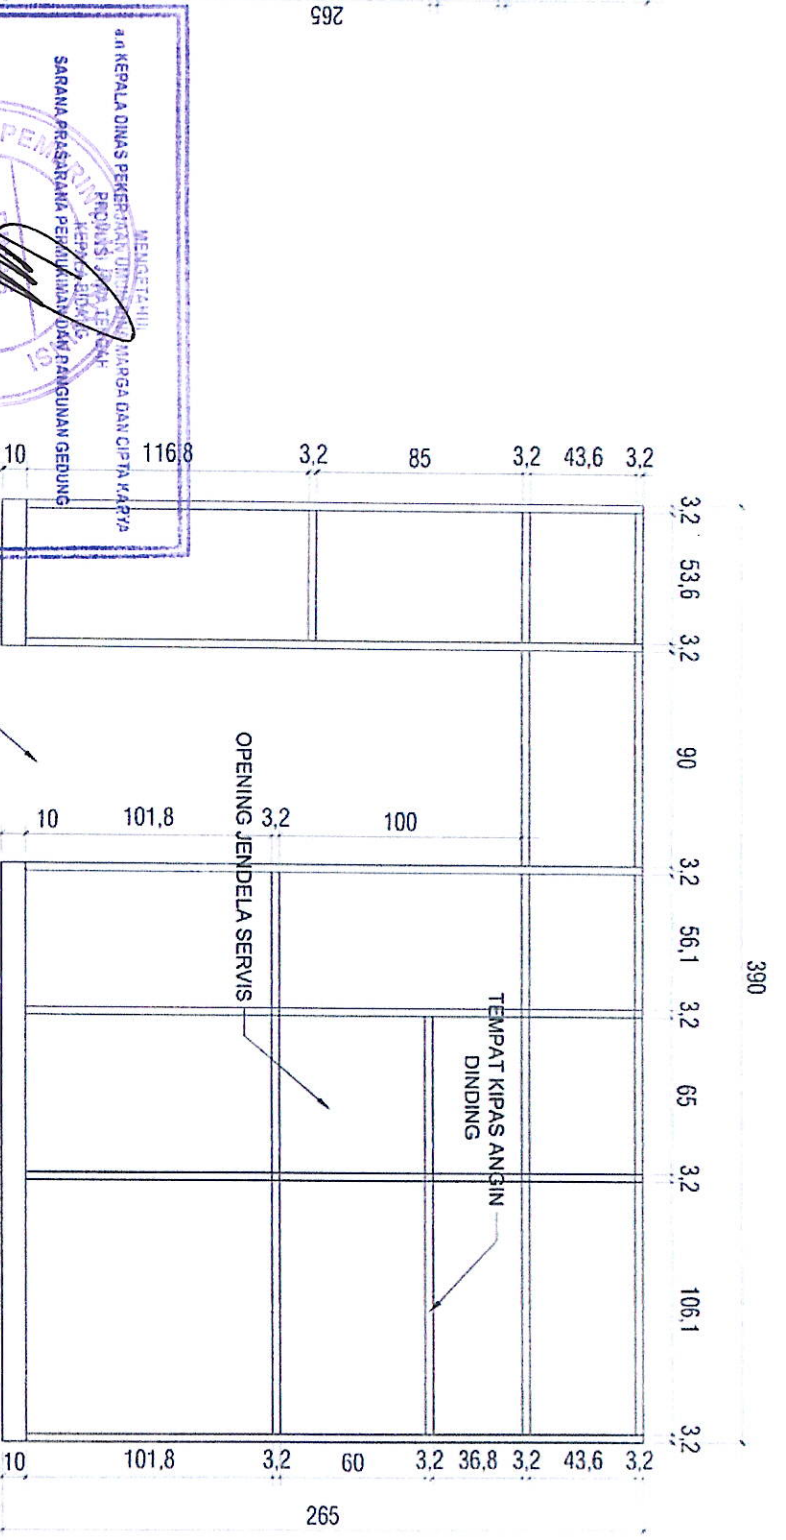 265
MENGETAHUI
a.n KEPALA DINAS PEKERJAAN UMUM BINA MARGA DAN CIPTA KARYA
PROVINSI JAWA TENGAH
KEPALA BIDANG
SARANA PRASARANA PERMUKIMAN DAN BANGUNAN GEDUNG
10 116,8 3,2 85 3,2 43,6 3,2
3,2 53,6 3,2 90 3,2 56,1 3,2 65 3,2 106,1 3,2
390
10 101,8 3,2 100
OPENING JENDELA SERVIS
TEMPAT KIPAS ANGIN
DINDING
10 101,8 3,2 60 3,2 36,8 3,2 43,6 3,2
265